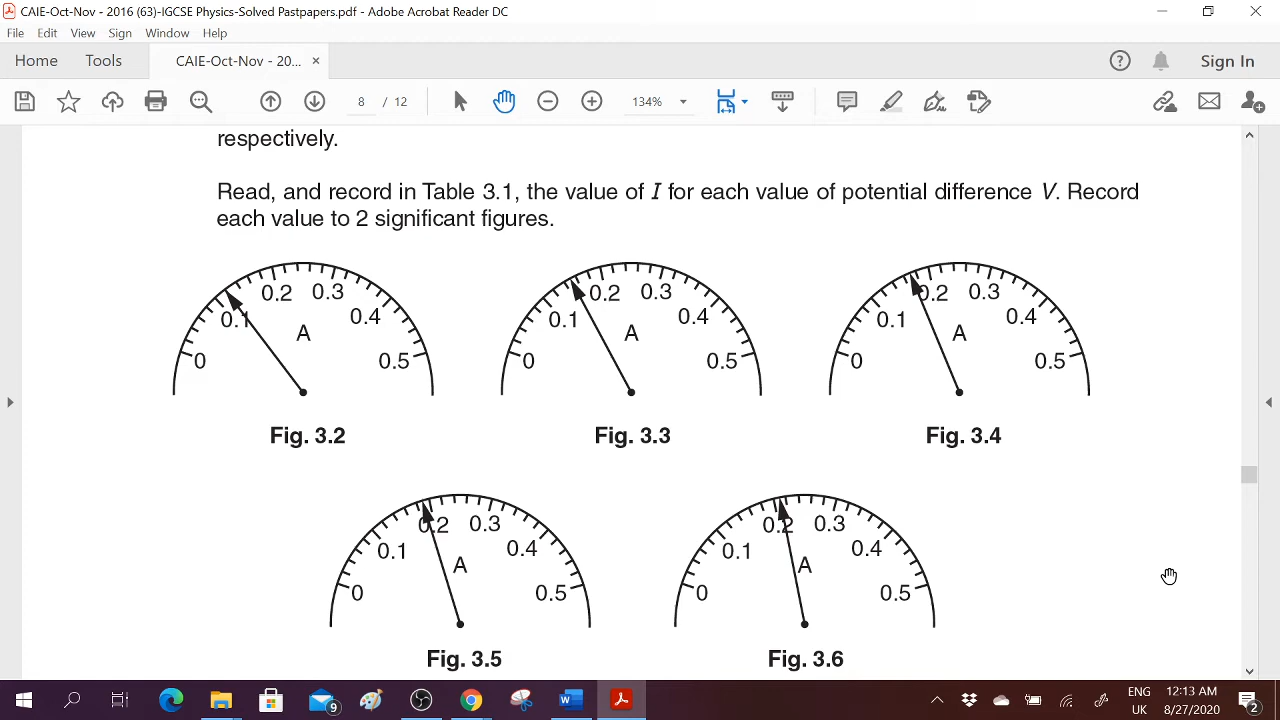 CAIE-Oct-Nov - 2016 (63)-IGCSE Physics-Solved Pastpapers.pdf - Adobe Acrobat Reader DC
File Edit View Sign Window Help
Home Tools CAIE-Oct-Nov - 20... × Sign In
8 / 12 134%
respectively.
Read, and record in Table 3.1, the value of I for each value of potential difference V. Record
each value to 2 significant figures.
0 0.1 0.2 0.3 0.4 0.5 A
0 0.1 0.2 0.3 0.4 0.5 A
0 0.1 0.2 0.3 0.4 0.5 A
Fig. 3.2 Fig. 3.3 Fig. 3.4
0 0.1 0.2 0.3 0.4 0.5 A
0 0.1 0.2 0.3 0.4 0.5 A
Fig. 3.5 Fig. 3.6
9 ENG 12:13 AM
UK 8/27/2020 2